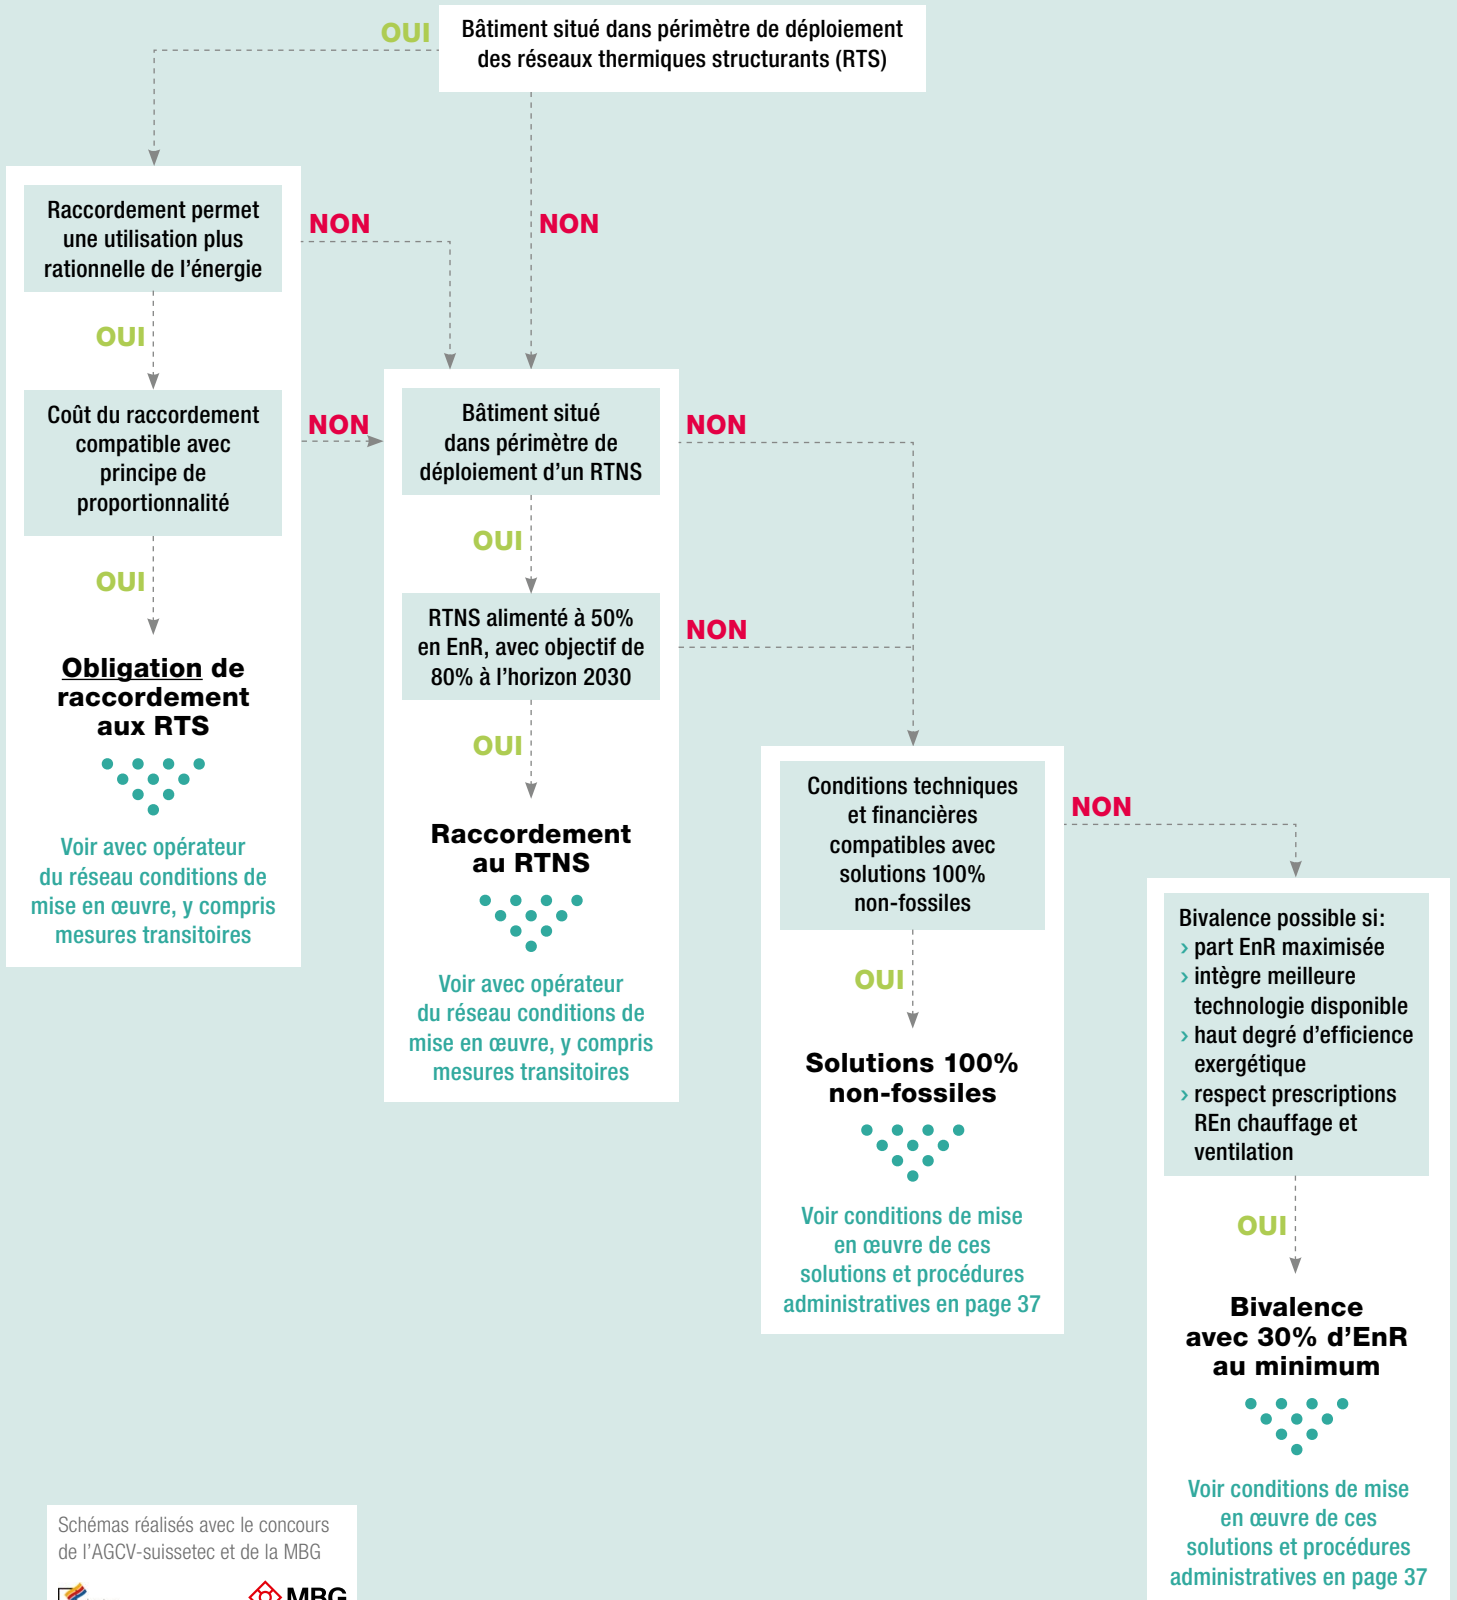 OUI
Bâtiment situé dans périmètre de déploiement
des réseaux thermiques structurants (RTS)
Raccordement permet
une utilisation plus
rationnelle de l'énergie
NON
NON
OUI
Coût du raccordement
compatible avec
principe de
proportionnalité
NON
OUI
Obligation de
raccordement
aux RTS
Voir avec opérateur
du réseau conditions de
mise en œuvre, y compris
mesures transitoires
Bâtiment situé
dans périmètre de
déploiement d'un RTNS
NON
OUI
RTNS alimenté à 50%
en EnR, avec objectif de
80% à l'horizon 2030
NON
OUI
Raccordement
au RTNS
Voir avec opérateur
du réseau conditions de
mise en œuvre, y compris
mesures transitoires
Conditions techniques
et financières
compatibles avec
solutions 100%
non-fossiles
NON
OUI
Solutions 100%
non-fossiles
Voir conditions de mise
en œuvre de ces
solutions et procédures
administratives en page 37
Bivalence possible si:
› part EnR maximisée
› intègre meilleure
technologie disponible
› haut degré d'efficience
exergétique
› respect prescriptions
REn chauffage et
ventilation
OUI
Bivalence
avec 30% d'EnR
au minimum
Voir conditions de mise
en œuvre de ces
solutions et procédures
administratives en page 37
Schémas réalisés avec le concours
de l'AGCV-suissetec et de la MBG
MBG